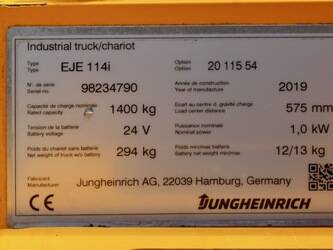 Industrial truck/chariot
Type
Type
EJE 114i
Option
Option
20 115 54
N° de série
Serial no.
98234790
Année de construction
Year of manufacture
2019
Capacité de charge nominale
Rated capacity
1400 kg
Ecart au centre d. gravité charge
Load center distance
575 mm
Tension de la batterie
Battery voltage
24 V
Puissance nominale
Nominal power
1,0 kW
Poids du chariot sans batterie
Net weight of truck w/o battery
294 kg
Poids min/max batterie
Battery net weight min/max
12/13 kg
Fabricant
Manufacturer
Jungheinrich AG, 22039 Hamburg, Germany
CE
JUNGHEINRICH